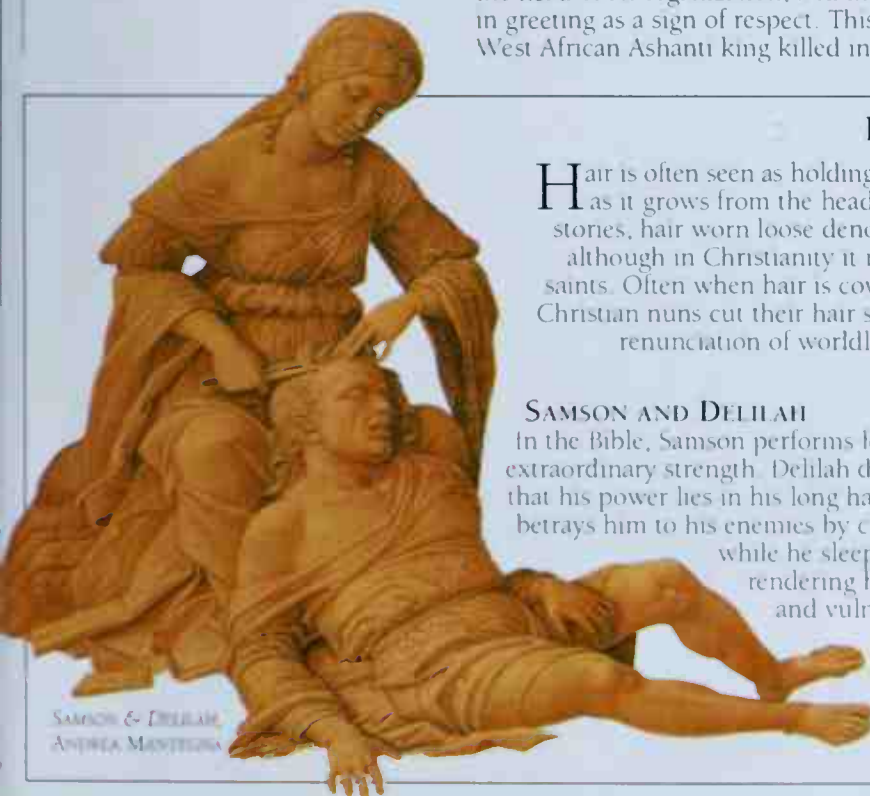 in greeting as a sign of respect. This
West African Ashanti king killed in
Hair is often seen as holding
as it grows from the head
stories, hair worn loose deno
although in Christianity it
saints. Often when hair is cov
Christian nuns cut their hair s
renunciation of worldl
SAMSON AND DELILAH
In the Bible, Samson performs
extraordinary strength. Delilah d
that his power lies in his long ha
betrays him to his enemies by c
while he sleep
rendering
and vuln
SAMSON & DELILAH
ANDREA MANTEGNA